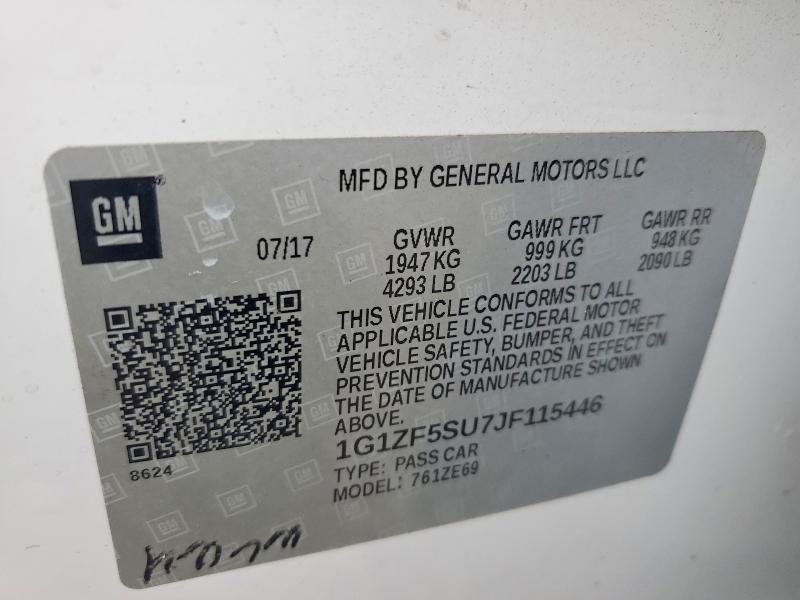 MFD BY GENERAL MOTORS LLC
GM
®
07/17
GVWR
1947 KG
4293 LB
GAWR FRT
999 KG
2203 LB
GAWR RR
948 KG
2090 LB
THIS VEHICLE CONFORMS TO ALL
APPLICABLE U.S. FEDERAL MOTOR
VEHICLE SAFETY, BUMPER, AND THEFT
PREVENTION STANDARDS IN EFFECT ON
THE DATE OF MANUFACTURE SHOWN
ABOVE.
1G1ZF5SU7JF115446
TYPE: PASS CAR
MODEL: 761ZE69
8624